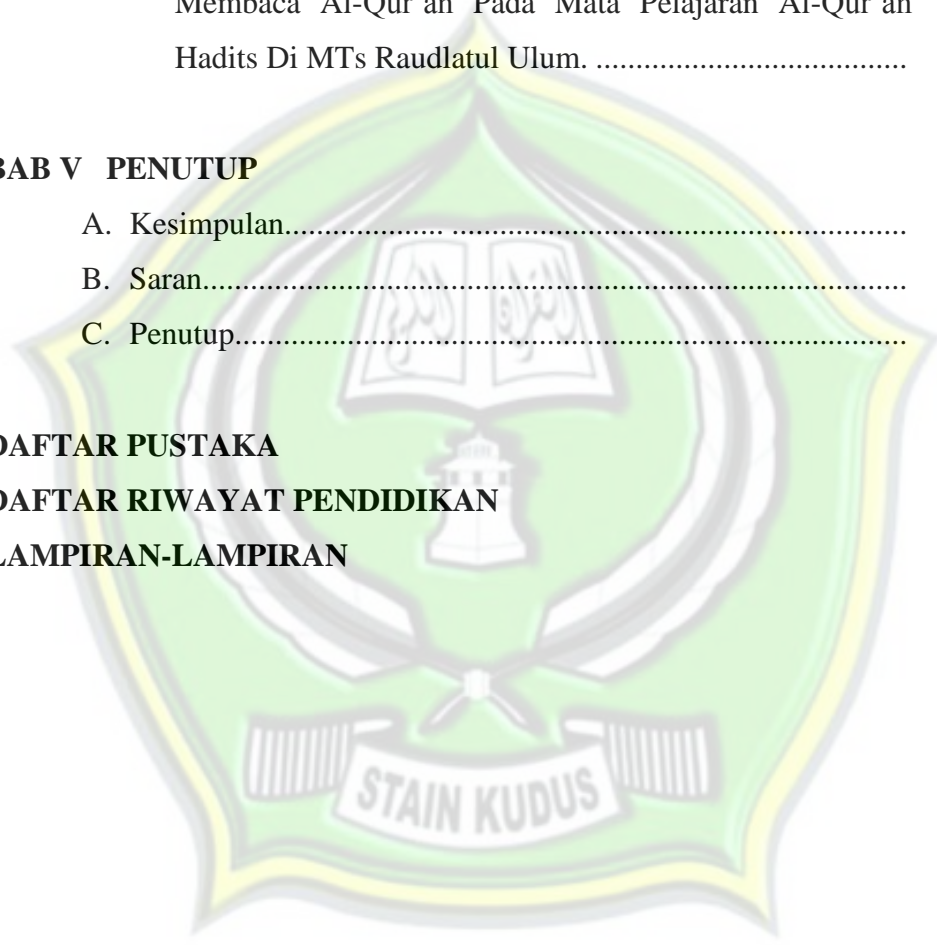 Membaca Al-Qur'an Pada Mata Pelajaran Al-Qur'an
Hadits Di MTs Raudlatul Ulum. .......................................
BAB V PENUTUP
A. Kesimpulan.................... .........................................................
B. Saran........................................................................................
C. Penutup....................................................................................
DAFTAR PUSTAKA
DAFTAR RIWAYAT PENDIDIKAN
LAMPIRAN-LAMPIRAN
STAIN KUDUS